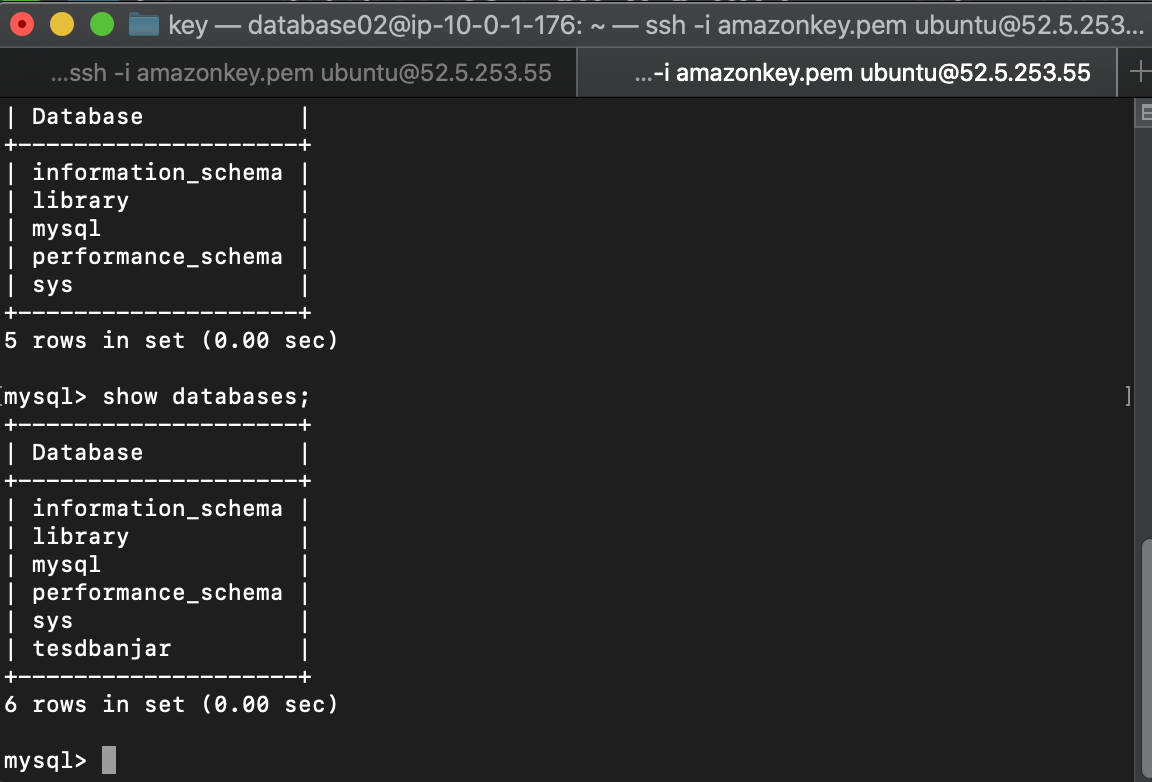 key — database02@ip-10-0-1-176: ~ — ssh -i amazonkey.pem ubuntu@52.5.253...
...ssh -i amazonkey.pem ubuntu@52.5.253.55
...-i amazonkey.pem ubuntu@52.5.253.55
| Database           |
+--------------------+
| information_schema |
| library            |
| mysql              |
| performance_schema |
| sys                |
+--------------------+
5 rows in set (0.00 sec)
[mysql> show databases; ]
+--------------------+
| Database           |
+--------------------+
| information_schema |
| library            |
| mysql              |
| performance_schema |
| sys                |
| tesdbanjar         |
+--------------------+
6 rows in set (0.00 sec)
mysql>